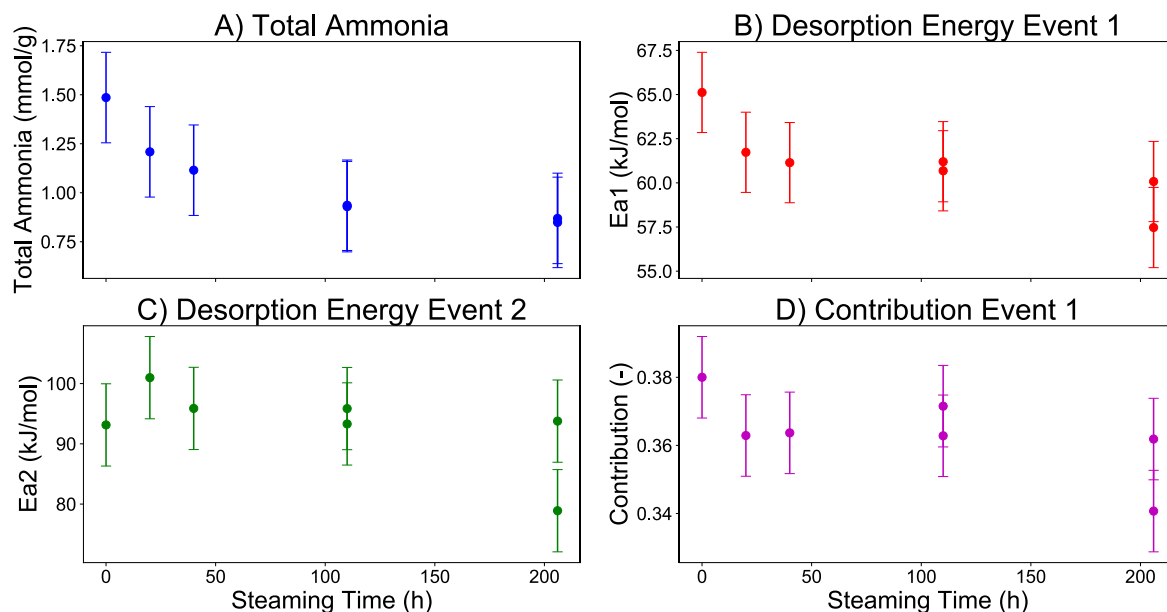 A) Total Ammonia
Total Ammonia (mmol/g)
1.75
1.50
1.25
1.00
0.75
B) Desorption Energy Event 1
Ea1 (kJ/mol)
67.5
65.0
62.5
60.0
57.5
55.0
C) Desorption Energy Event 2
Ea2 (kJ/mol)
100
90
80
0
50
100
150
200
Steaming Time (h)
D) Contribution Event 1
Contribution (-)
0.38
0.36
0.34
0
50
100
150
200
Steaming Time (h)